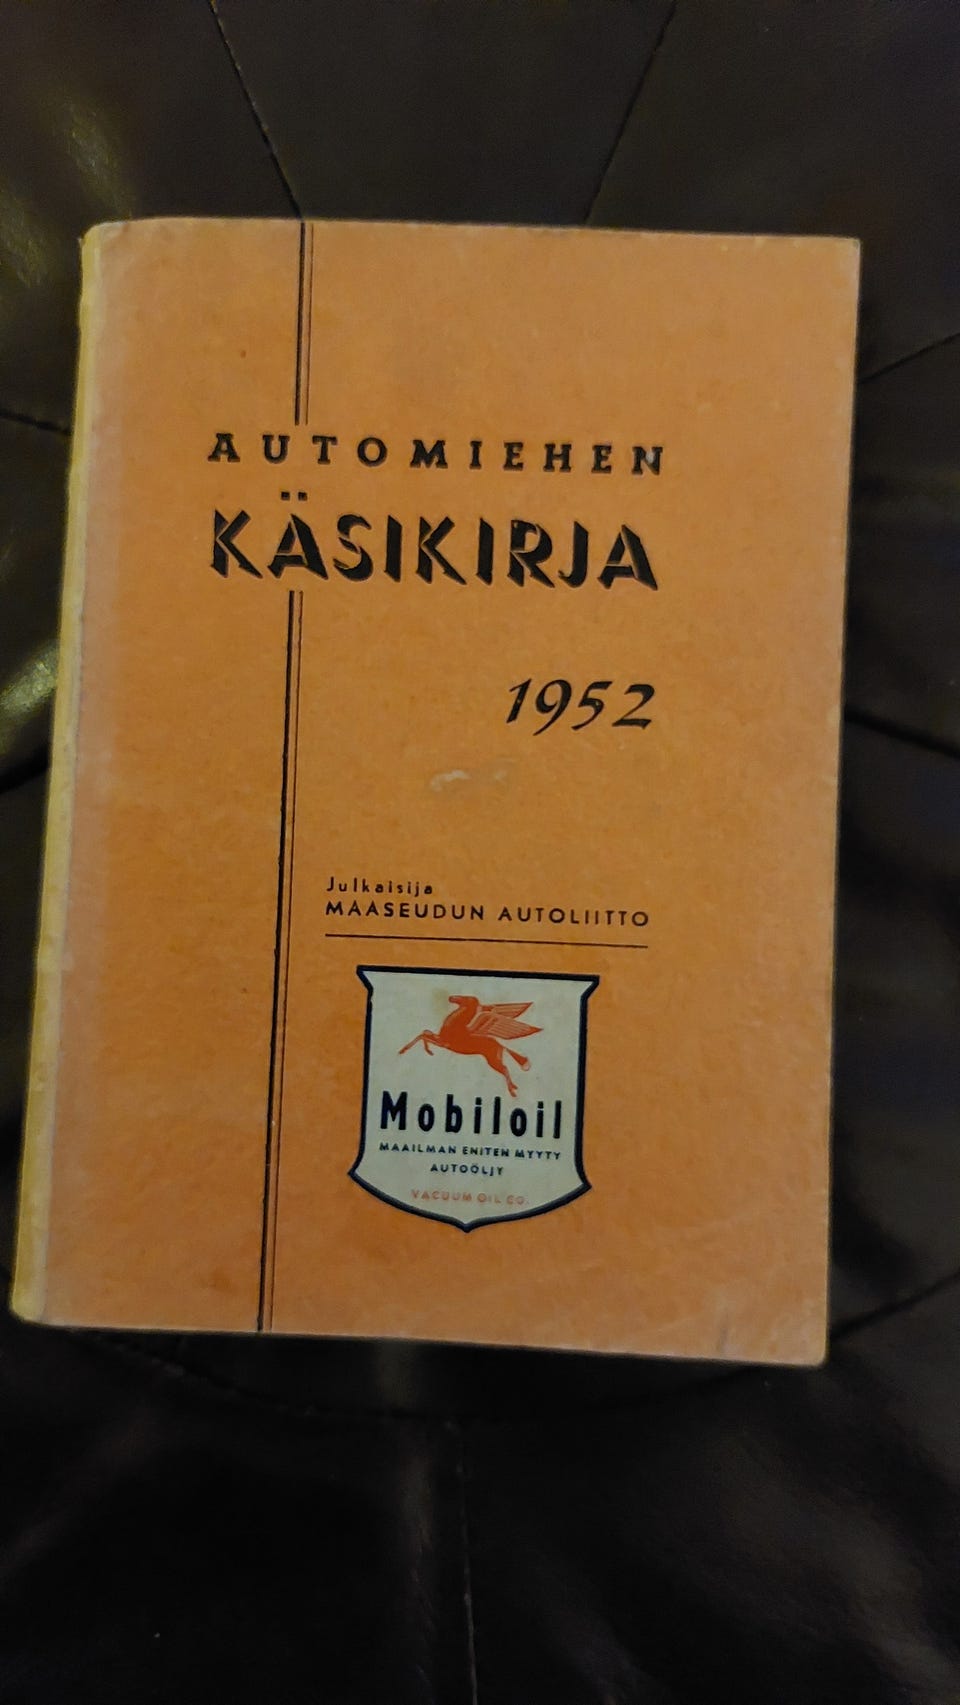 AUTOMIEHEN
KÄSIKIRJA
1952
Julkaisija
MAASEUDUN AUTOLIITTO
Mobiloil
MAAILMAN ENITEN MYYTY
AUTOÖLJY
VACUUM OIL CO.